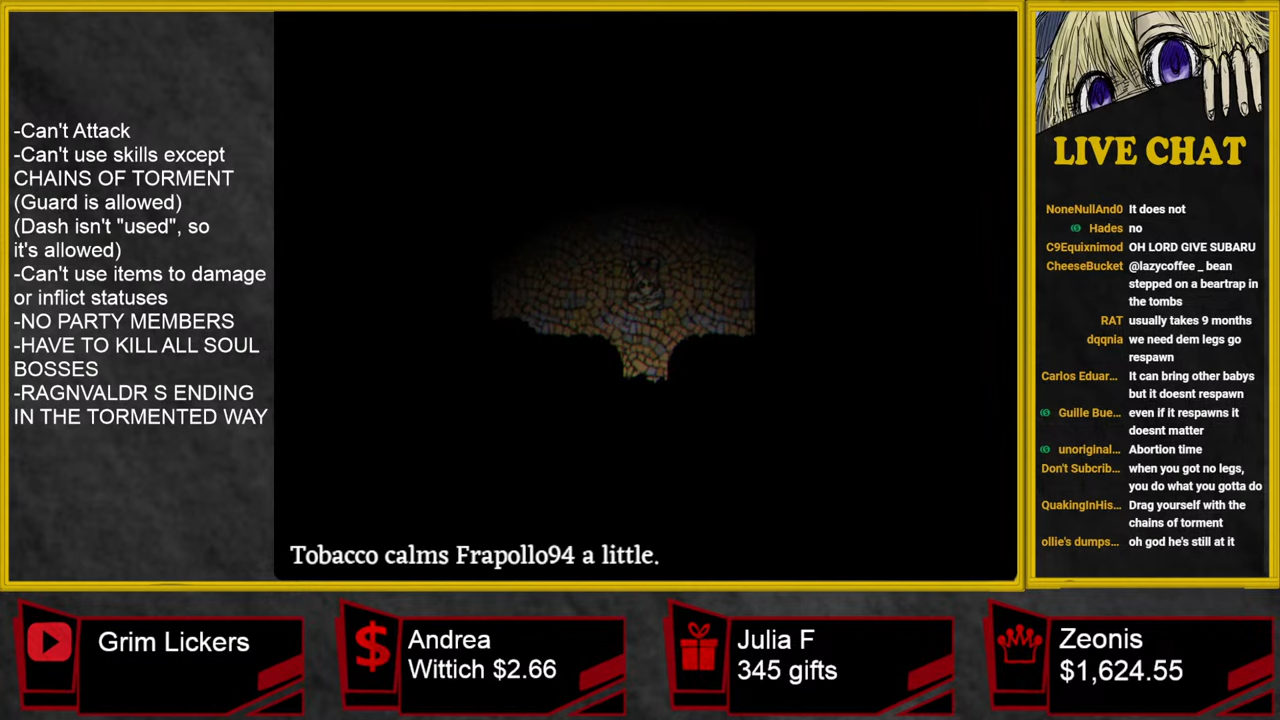 -Can't Attack
-Can't use skills except
CHAINS OF TORMENT
(Guard is allowed)
(Dash isn't "used", so
it's allowed)
-Can't use items to damage
or inflict statuses
-NO PARTY MEMBERS
-HAVE TO KILL ALL SOUL
BOSSES
-RAGNVALDR S ENDING
IN THE TORMENTED WAY
Tobacco calms Frapollo94 a little.
LIVE CHAT
NoneNullAnd0 It does not
Hades no
C9Equixnimod OH LORD GIVE SUBARU
CheeseBucket @lazycoffee _ bean
stepped on a beartrap in
the tombs
RAT usually takes 9 months
dqqnia we need dem legs go
respawn
Carlos Eduar... It can bring other babys
but it doesnt respawn
Guille Bue... even if it respawns it
doesnt matter
unoriginal... Abortion time
Don't Subcrib... when you got no legs,
you do what you gotta do
QuakingInHis... Drag yourself with the
chains of torment
ollie's dumps... oh god he's still at it
Grim Lickers
Andrea
Wittich $2.66
Julia F
345 gifts
Zeonis
$1,624.55